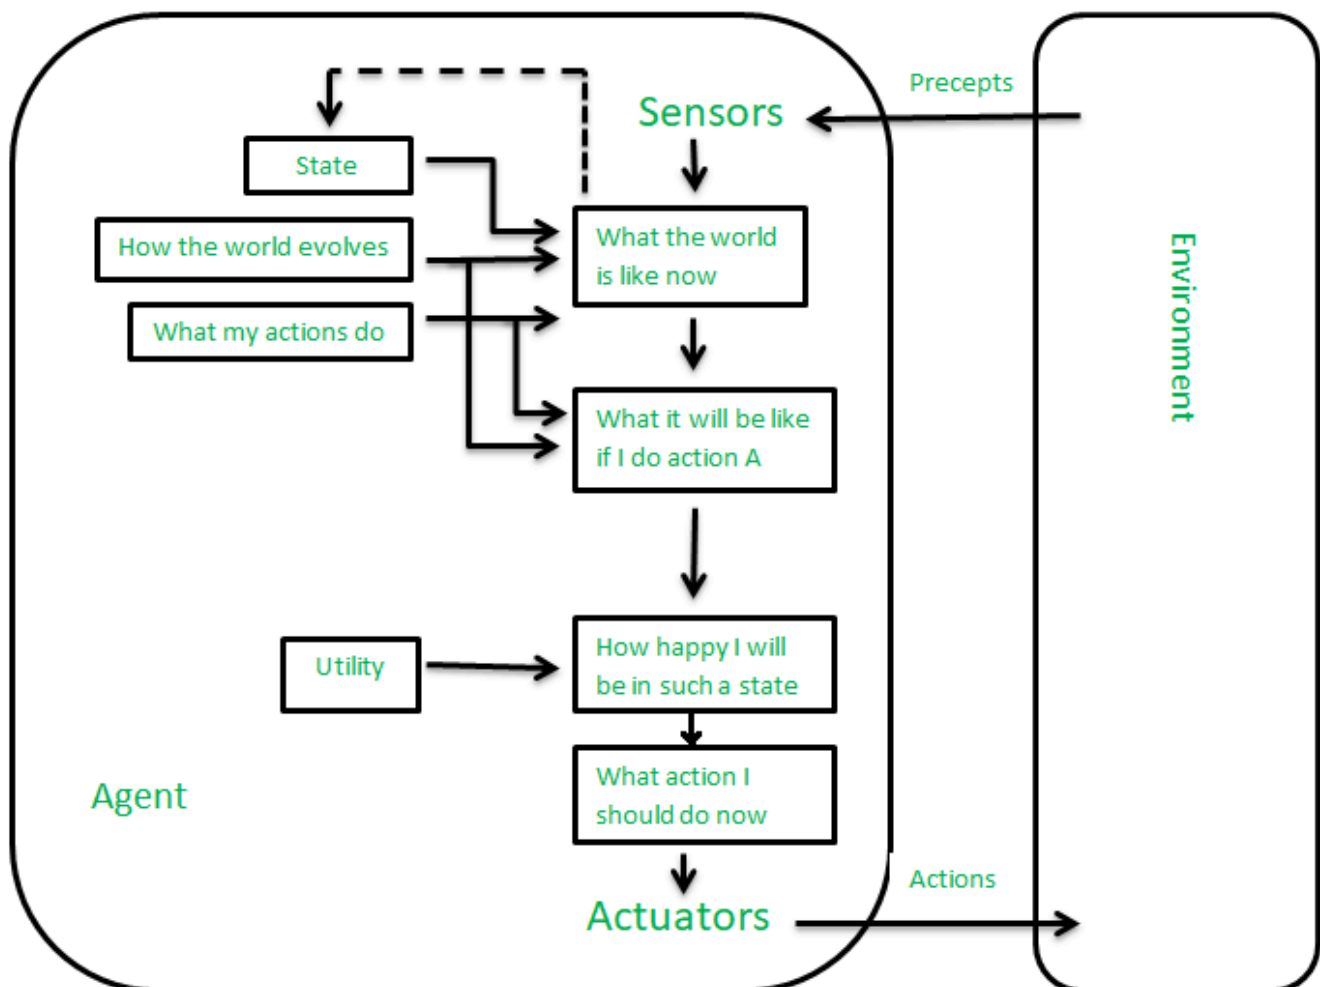 Precepts
Sensors
State
How the world evolves
What my actions do
What the world
is like now
What it will be like
if I do action A
Environment
Utility
How happy I will
be in such a state
What action I
should do now
Agent
Actions
Actuators